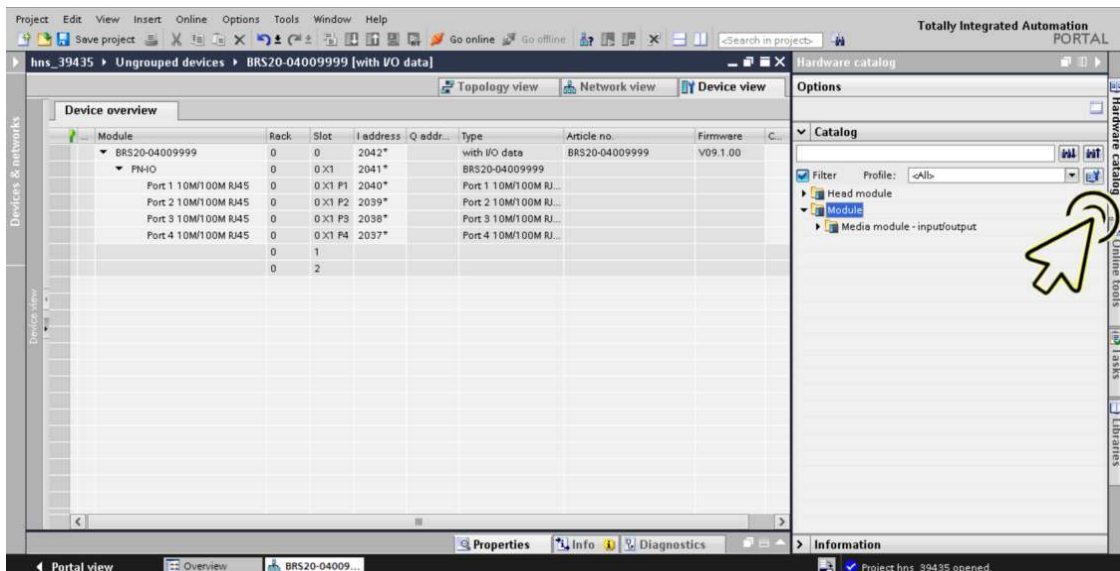 Project Edit View Insert Online Options Tools Window Help
Totally Integrated Automation
PORTAL
Save project Go online Go offline <Search in project>
hns_39435 ▸ Ungrouped devices ▸ BRS20-04009999 [with I/O data]
Hardware catalog
Topology view Network view Device view
Options
Device overview
Module Rack Slot I address Q addr... Type Article no. Firmware C...
BRS20-04009999 0 0 2042* with I/O data BRS20-04009999 V09.1.00
PN-IO 0 0 X1 2041* BRS20-04009999
Port 1 10M/100M RJ45 0 0 X1 P1 2040* Port 1 10M/100M RJ...
Port 2 10M/100M RJ45 0 0 X1 P2 2039* Port 2 10M/100M RJ...
Port 3 10M/100M RJ45 0 0 X1 P3 2038* Port 3 10M/100M RJ...
Port 4 10M/100M RJ45 0 0 X1 P4 2037* Port 4 10M/100M RJ...
0 1
0 2
Catalog
Filter Profile: <All>
Head module
Module
Media module - input/output
Devices & networks
Device view
Hardware catalog
Online tools
Tasks
Libraries
Properties Info Diagnostics
Information
Portal view Overview BRS20-04009...
Project hns_39435 opened.